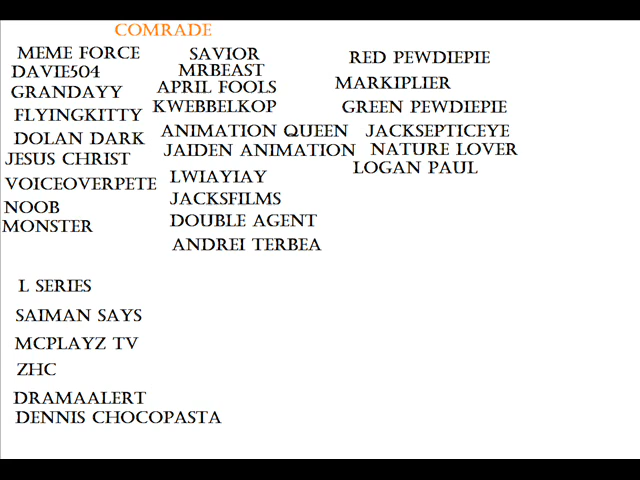 COMRADE
MEME FORCE
DAVIE504
GRANDAYY
FLYINGKITTY
DOLAN DARK
JESUS CHRIST
VOICEOVERPETE
NOOB
MONSTER
SAVIOR
MRBEAST
APRIL FOOLS
KWEBBELKOP
ANIMATION QUEEN
JAIDEN ANIMATION
LWIAYIAY
JACKSFILMS
DOUBLE AGENT
ANDREI TERBEA
RED PEWDIEPIE
MARKIPLIER
GREEN PEWDIEPIE
JACKSEPTICEYE
NATURE LOVER
LOGAN PAUL
L SERIES
SAIMAN SAYS
MCPLAYZ TV
ZHC
DRAMAALERT
DENNIS CHOCOPASTA